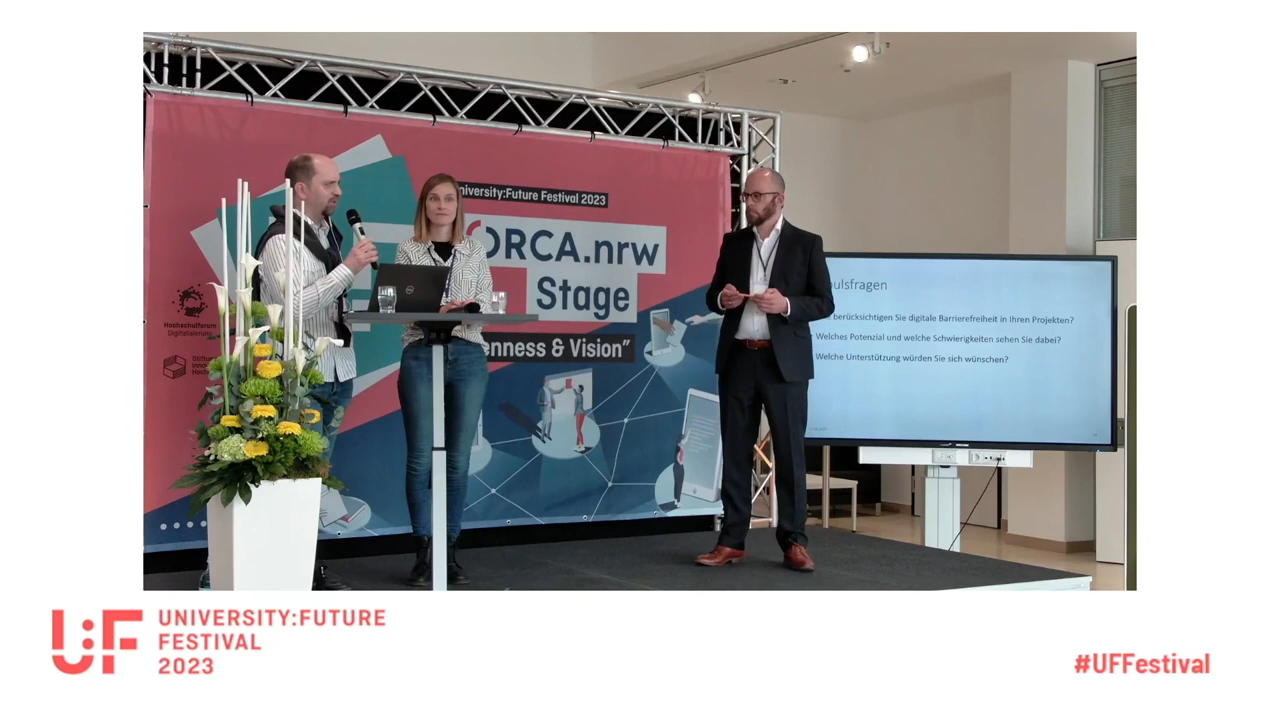 University:Future Festival 2023
ORCA.nrw
Stage
enness & Vision"
Hochschulforum
Digitalisierung
DELL
ulsfragen
berücksichtigen Sie digitale Barrierefreiheit in Ihren Projekten?
Welches Potenzial und welche Schwierigkeiten sehen Sie dabei?
Welche Unterstützung würden Sie sich wünschen?
U:F
UNIVERSITY:FUTURE
FESTIVAL
2023
#UFFestival